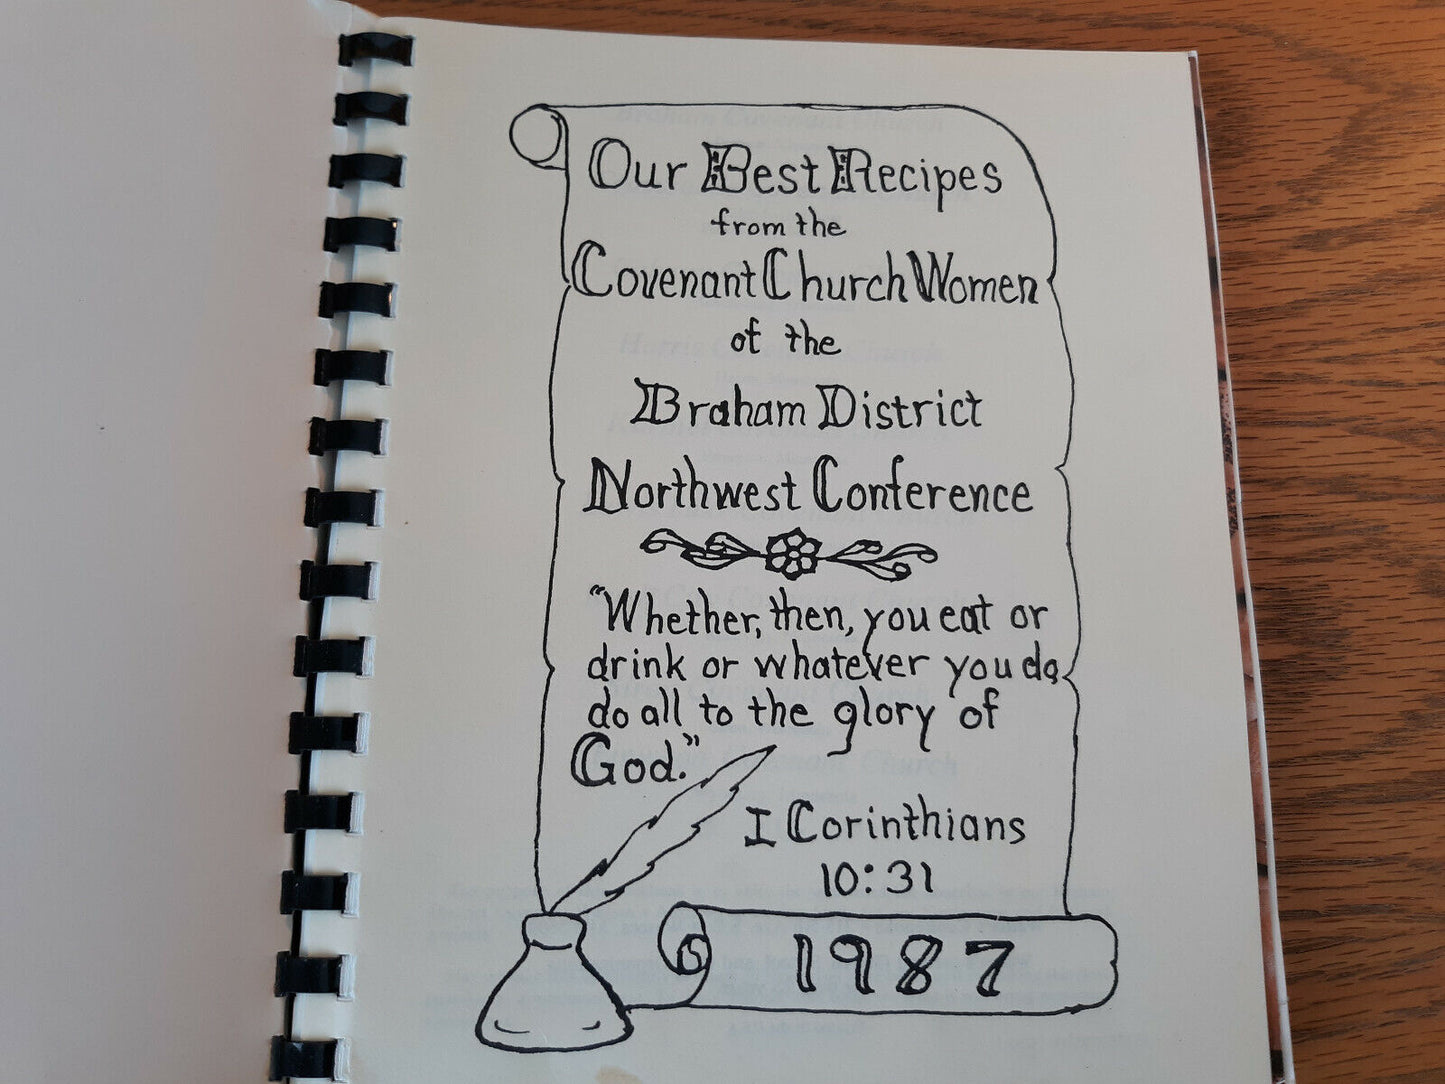 Our Best Recipes
from the
Covenant Church Women
of the
Braham District
Northwest Conference
"Whether, then, you eat or
drink or whatever you do,
do all to the glory of
God."
I Corinthians
10:31
1987